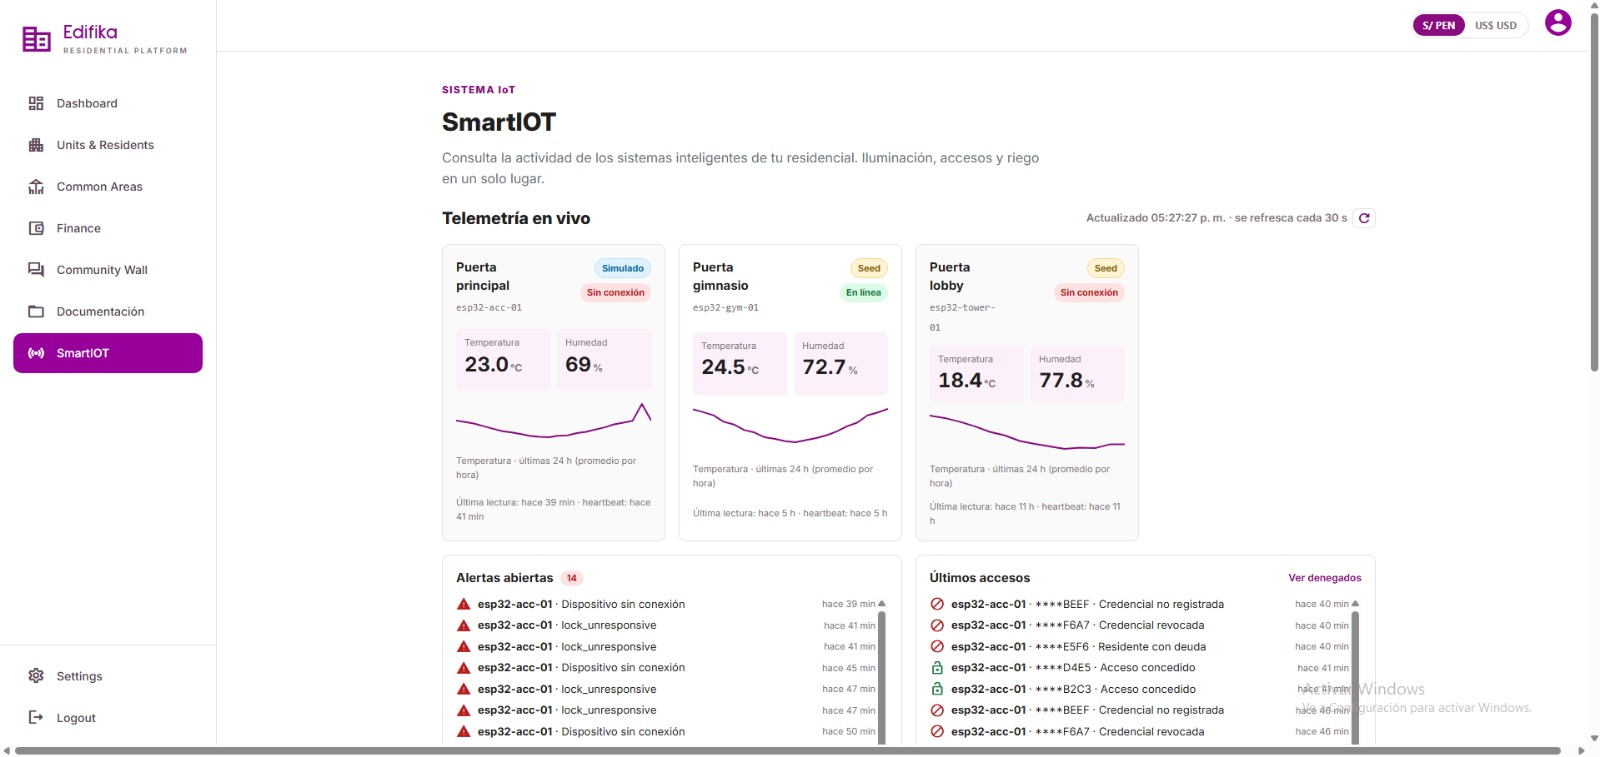 Edifika
RESIDENTIAL PLATFORM
S/ PEN
US$ USD
Dashboard
Units & Residents
Common Areas
Finance
Community Wall
Documentación
SmartIOT
Settings
Logout
SISTEMA IoT
SmartIOT
Consulta la actividad de los sistemas inteligentes de tu residencial. Iluminación, accesos y riego
en un solo lugar.
Telemetría en vivo
Actualizado 05:27:27 p. m. · se refresca cada 30 s
Puerta
principal
Simulado
Sin conexión
esp32-acc-01
Temperatura
23.0 °C
Humedad
69 %
Temperatura · últimas 24 h (promedio por
hora)
Última lectura: hace 39 min · heartbeat: hace
41 min
Puerta
gimnasio
Seed
En línea
esp32-gym-01
Temperatura
24.5 °C
Humedad
72.7 %
Temperatura · últimas 24 h (promedio por
hora)
Última lectura: hace 5 h · heartbeat: hace 5 h
Puerta
lobby
Seed
Sin conexión
esp32-tower-
01
Temperatura
18.4 °C
Humedad
77.8 %
Temperatura · últimas 24 h (promedio por
hora)
Última lectura: hace 11 h · heartbeat: hace 11
h
Alertas abiertas 14
esp32-acc-01 · Dispositivo sin conexión hace 39 min
esp32-acc-01 · lock_unresponsive hace 41 min
esp32-acc-01 · lock_unresponsive hace 41 min
esp32-acc-01 · Dispositivo sin conexión hace 45 min
esp32-acc-01 · lock_unresponsive hace 47 min
esp32-acc-01 · lock_unresponsive hace 47 min
esp32-acc-01 · Dispositivo sin conexión hace 50 min
Últimos accesos
Ver denegados
esp32-acc-01 · ****BEEF · Credencial no registrada hace 40 min
esp32-acc-01 · ****F6A7 · Credencial revocada hace 40 min
esp32-acc-01 · ****E5F6 · Residente con deuda hace 40 min
esp32-acc-01 · ****D4E5 · Acceso concedido hace 41 min
esp32-acc-01 · ****B2C3 · Acceso concedido hace 41 min
esp32-acc-01 · ****BEEF · Credencial no registrada hace 46 min
esp32-acc-01 · ****F6A7 · Credencial revocada hace 46 min
Activar Windows
Ve a Configuración para activar Windows.